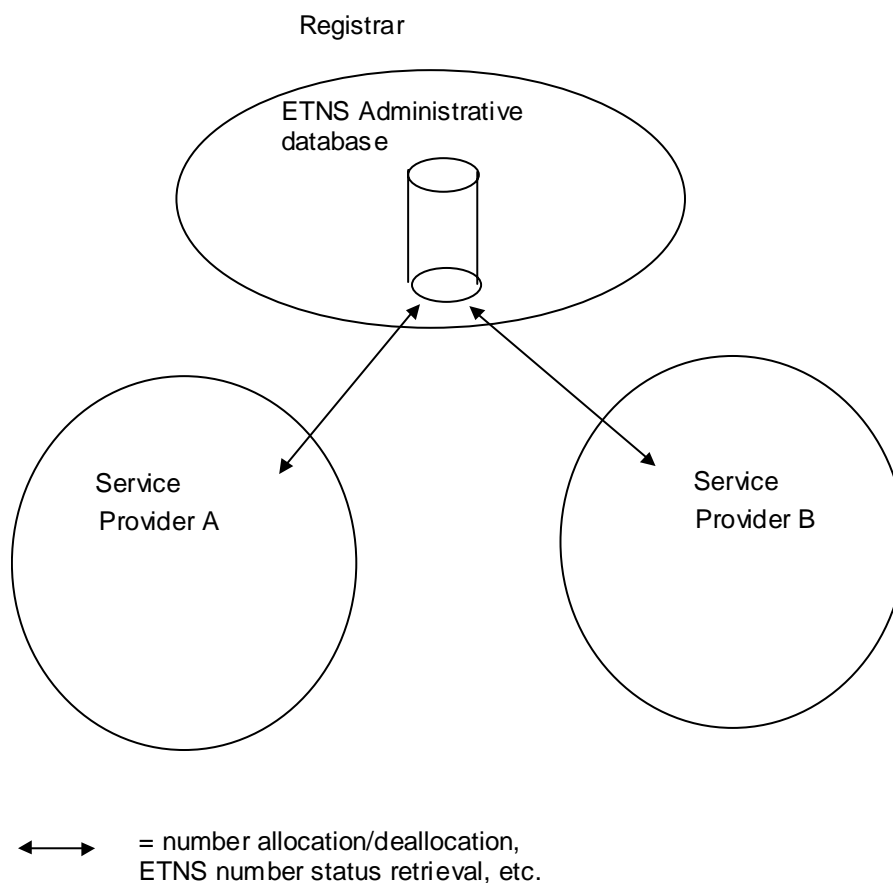 Registrar
ETNS Administrative
database
Service
Provider A
Service
Provider B
= number allocation/deallocation,
ETNS number status retrieval, etc.